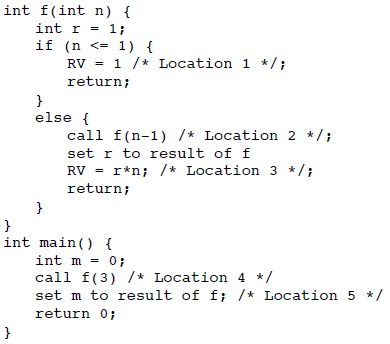 int f(int n) {
    int r = 1;
    if (n <= 1) {
        RV = 1 /* Location 1 */;
        return;
    }
    else {
        call f(n-1) /* Location 2 */;
        set r to result of f
        RV = r*n; /* Location 3 */;
        return;
    }
}
int main() {
    int m = 0;
    call f(3) /* Location 4 */
    set m to result of f; /* Location 5 */
    return 0;
}